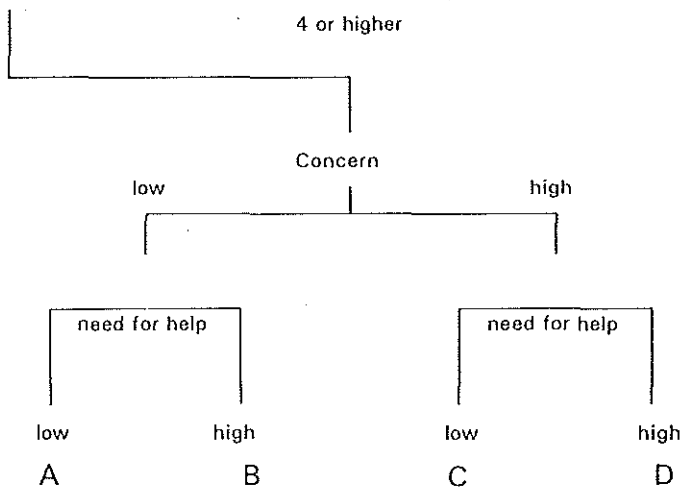 4 or higher
Concern
low high
need for help need for help
low high low high
A B C D